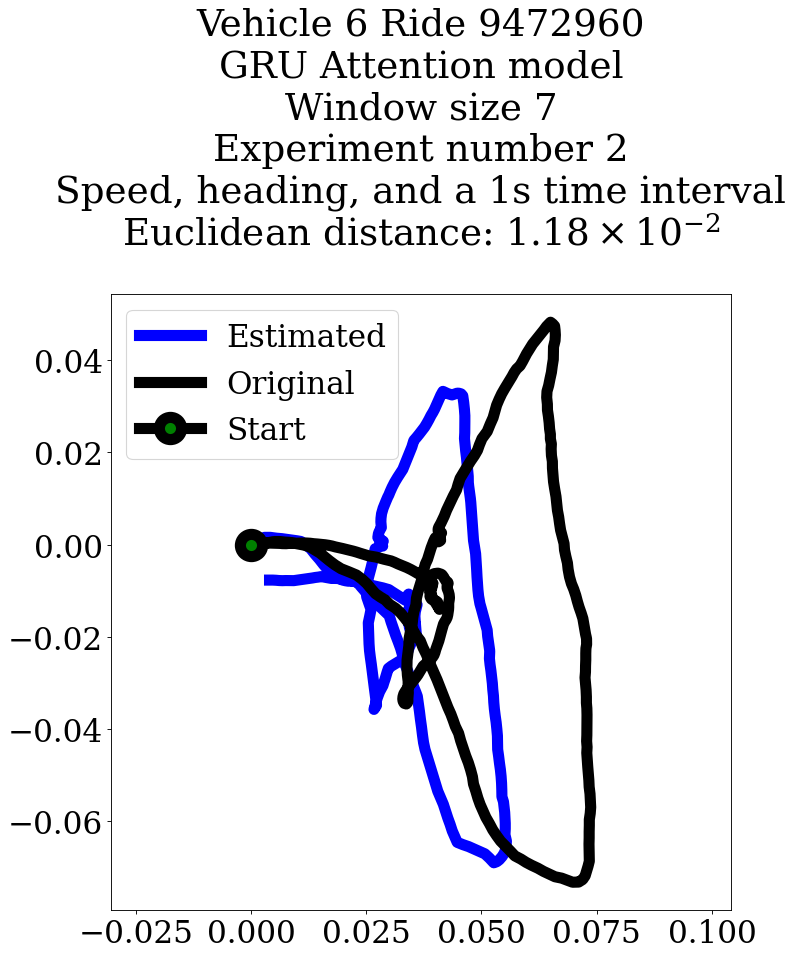 Vehicle 6 Ride 9472960
GRU Attention model
Window size 7
Experiment number 2
Speed, heading, and a 1s time interval
Euclidean distance: 1.18 × 10⁻²
Estimated
Original
Start
0.04
0.02
0.00
−0.02
−0.04
−0.06
−0.025 0.000 0.025 0.050 0.075 0.100